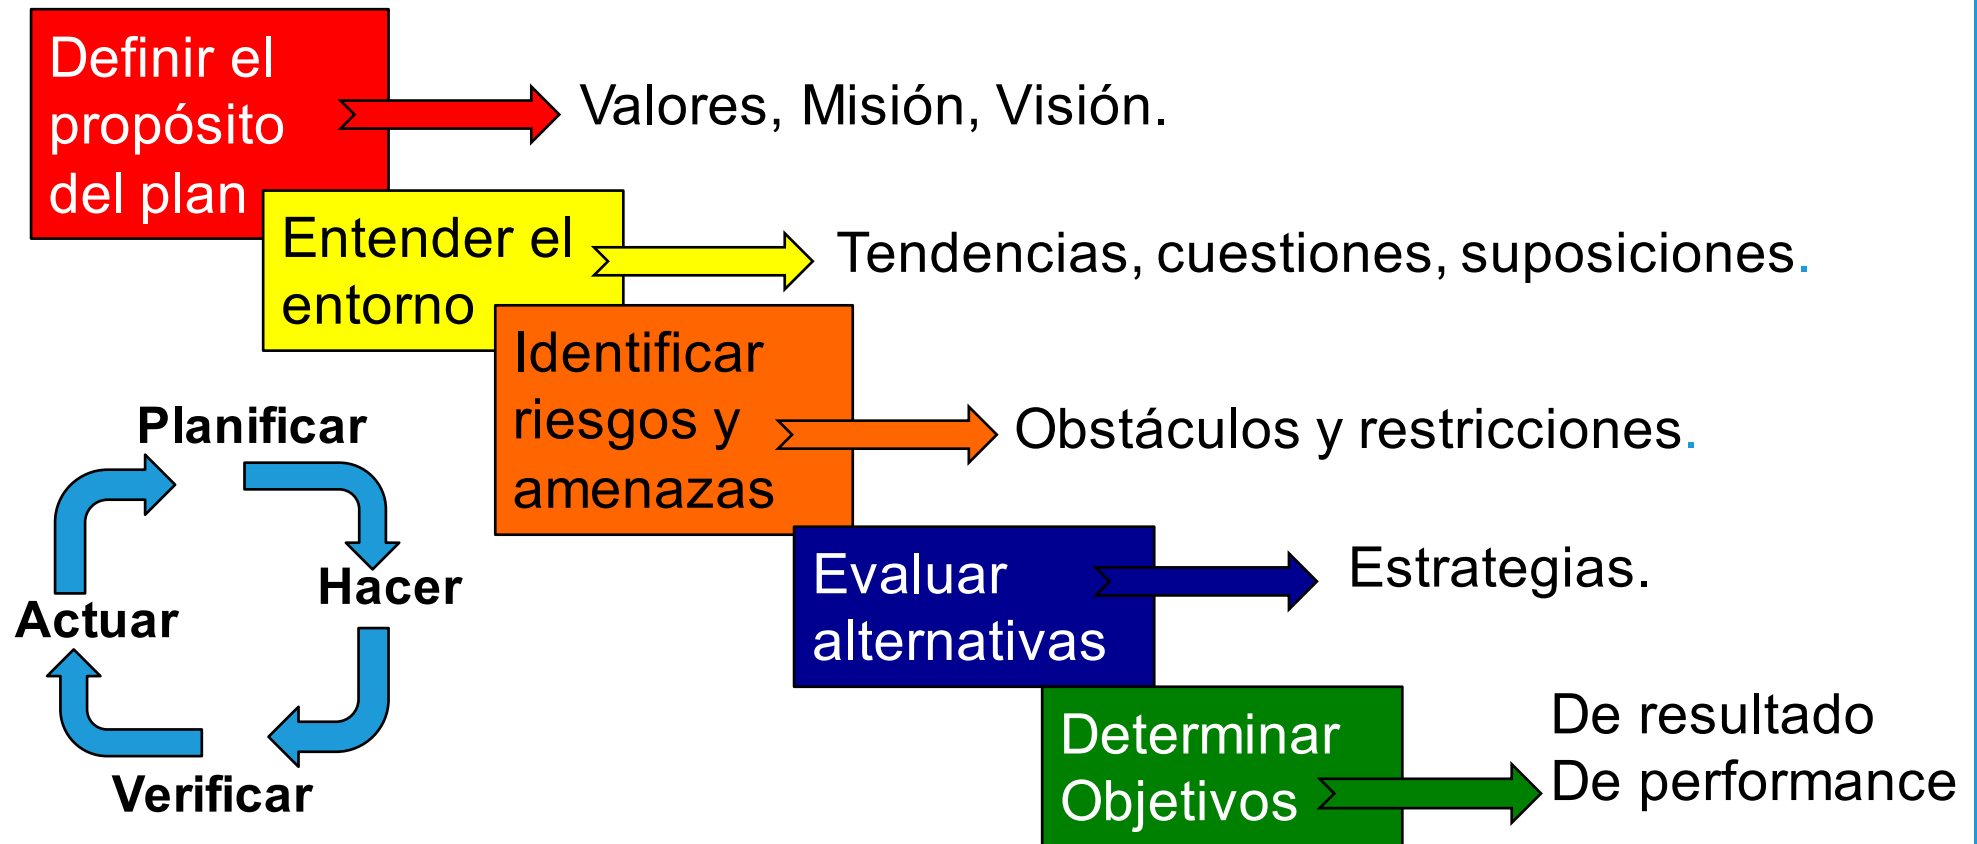 Definir el
propósito
del plan
Valores, Misión, Visión.
Entender el
entorno
Tendencias, cuestiones, suposiciones.
Identificar
riesgos y
amenazas
Obstáculos y restricciones.
Planificar
Hacer
Actuar
Verificar
Evaluar
alternativas
Estrategias.
Determinar
Objetivos
De resultado
De performance